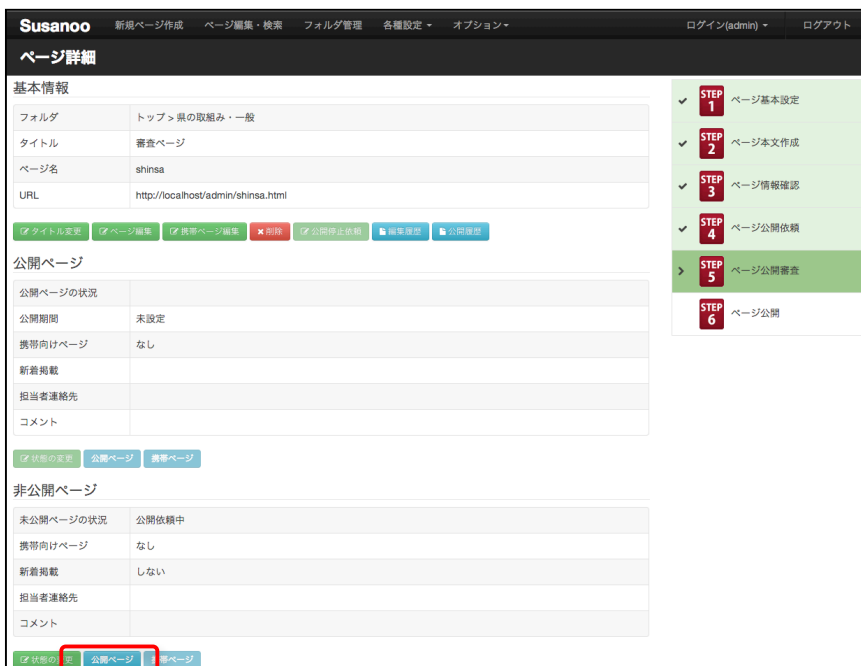 Susanoo 新規ページ作成 ページ編集・検索 フォルダ管理 各種設定 オプション ログイン(admin) ログアウト
ページ詳細
基本情報
フォルダ トップ > 県の取組み・一般
タイトル 審査ページ
ページ名 shinsa
URL http://localhost/admin/shinsa.html
タイトル変更 ページ編集 携帯ページ編集 削除 公開停止依頼 編集履歴 公開履歴
公開ページ
公開ページの状況
公開期間 未設定
携帯向けページ なし
新着掲載
担当者連絡先
コメント
状態の変更 公開ページ 携帯ページ
非公開ページ
未公開ページの状況 公開依頼中
携帯向けページ なし
新着掲載 しない
担当者連絡先
コメント
状態の変更 公開ページ 携帯ページ
STEP 1 ページ基本設定
STEP 2 ページ本文作成
STEP 3 ページ情報確認
STEP 4 ページ公開依頼
STEP 5 ページ公開審査
STEP 6 ページ公開